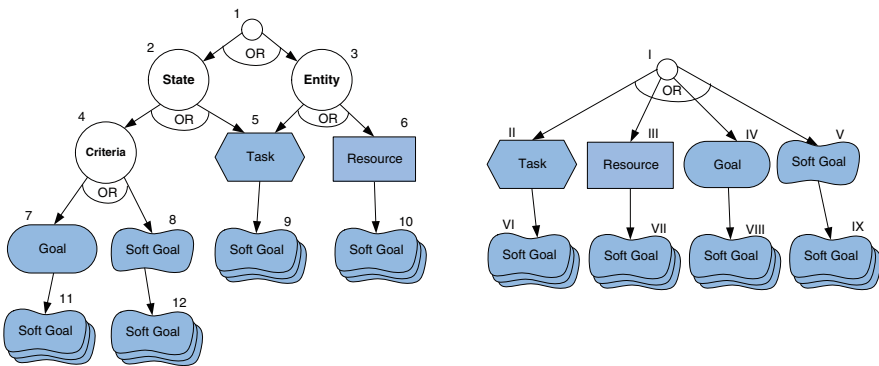 1
OR
2
State
3
Entity
4
OR
5
OR
6
Criteria
Task
Resource
OR
7
Goal
8
Soft Goal
9
Soft Goal
10
Soft Goal
11
Soft Goal
12
Soft Goal
I
OR
II
Task
III
Resource
IV
Goal
V
Soft Goal
VI
Soft Goal
VII
Soft Goal
VIII
Soft Goal
IX
Soft Goal